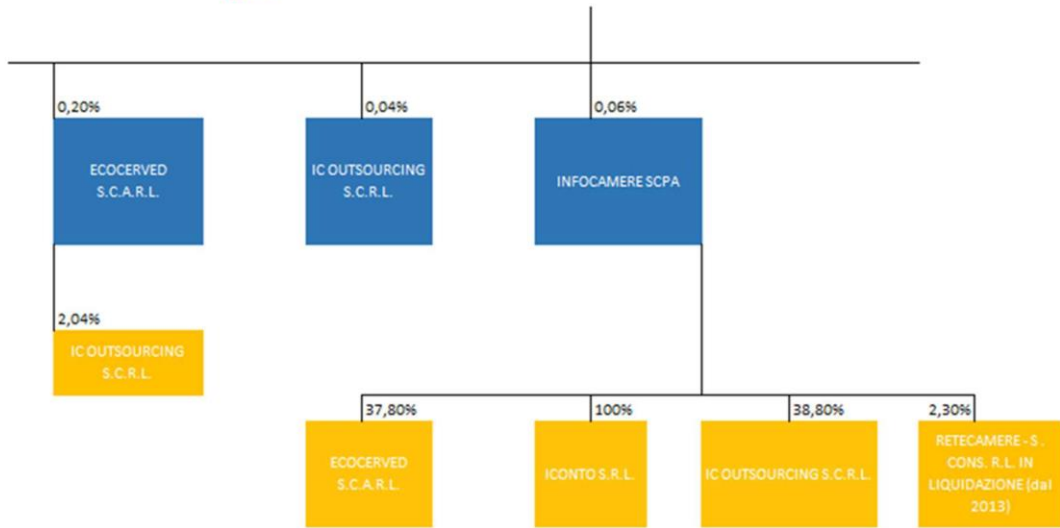 0,20%
0,04%
0,06%
ECOCERVED
S.C.A.R.L.
IC OUTSOURCING
S.C.R.L.
INFOCAMERE SCPA
2,04%
IC OUTSOURCING
S.C.R.L.
37,80%
100%
38,80%
2,30%
ECOCERVED
S.C.A.R.L.
ICONTO S.R.L.
IC OUTSOURCING S.C.R.L.
RETECAMERE - S .
CONS. R.L. IN
LIQUIDAZIONE (dal
2013)